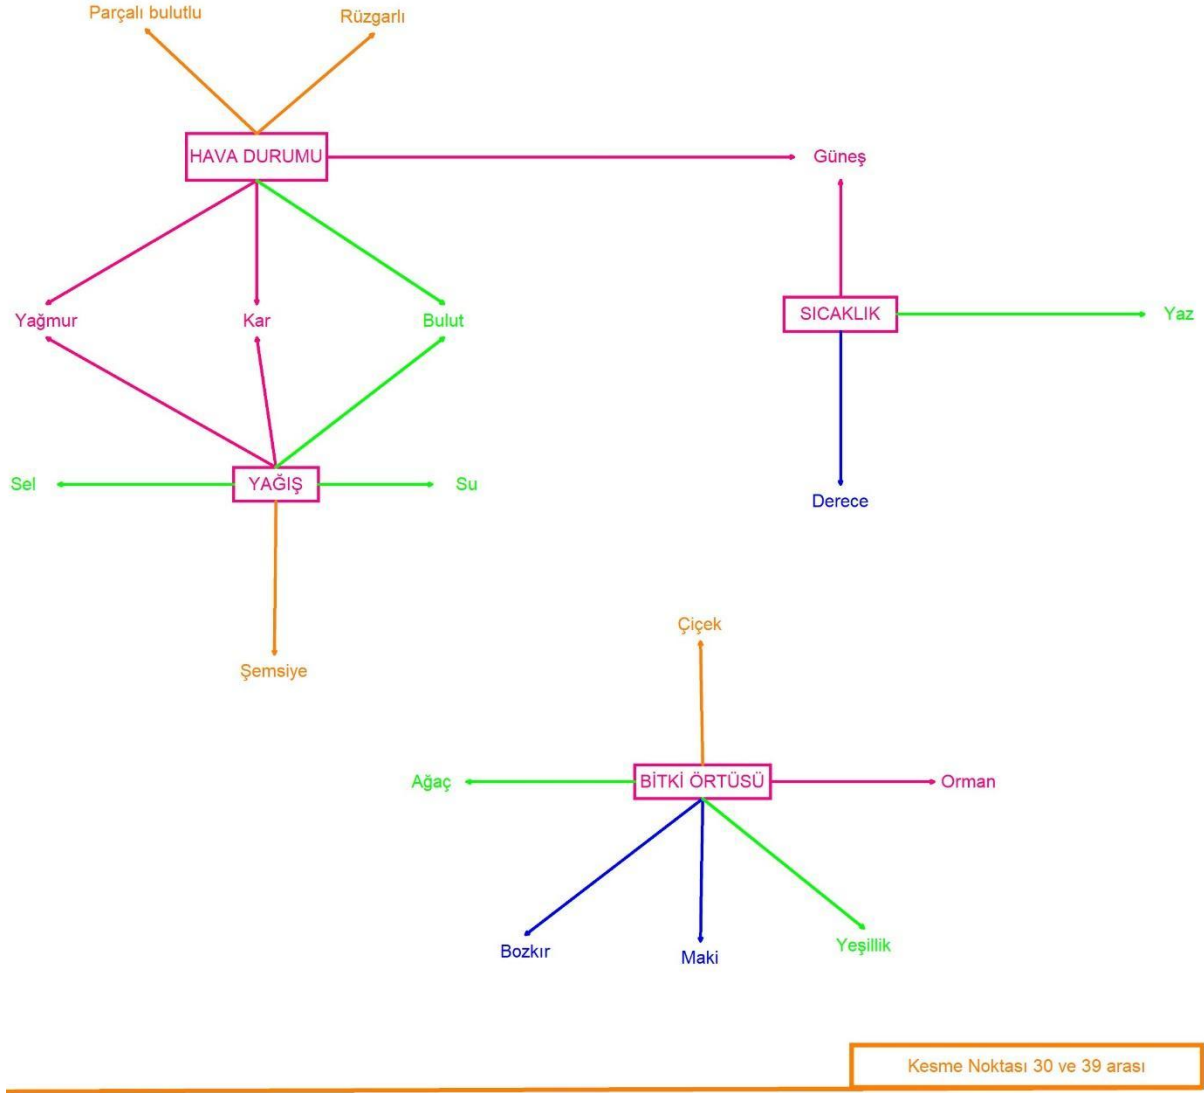 Parçalı bulutlu
Rüzgarlı
HAVA DURUMU
Güneş
Yağmur
Kar
Bulut
SICAKLIK
Yaz
Sel
YAĞIŞ
Su
Derece
Çiçek
Şemsiye
Ağaç
BİTKİ ÖRTÜSÜ
Orman
Bozkır
Maki
Yeşillik
Kesme Noktası 30 ve 39 arası